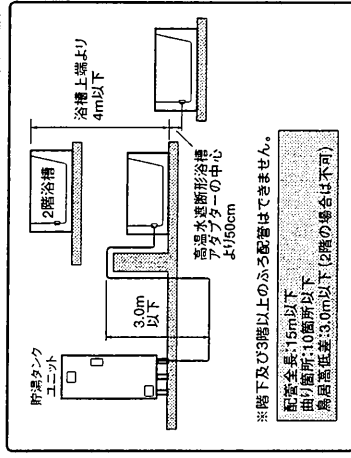 貯湯タンク
ユニット
3.0m
以下
2階浴槽
浴槽上端より
4m以下
高温水遮断形浴槽
アダプターの中心
より50cm
※階下及び3階以上のふろ配管はできません。
配管全長:15m以下
曲り箇所:10箇所以下
鳥居高低差:3.0m以下(2階の場合は不可)